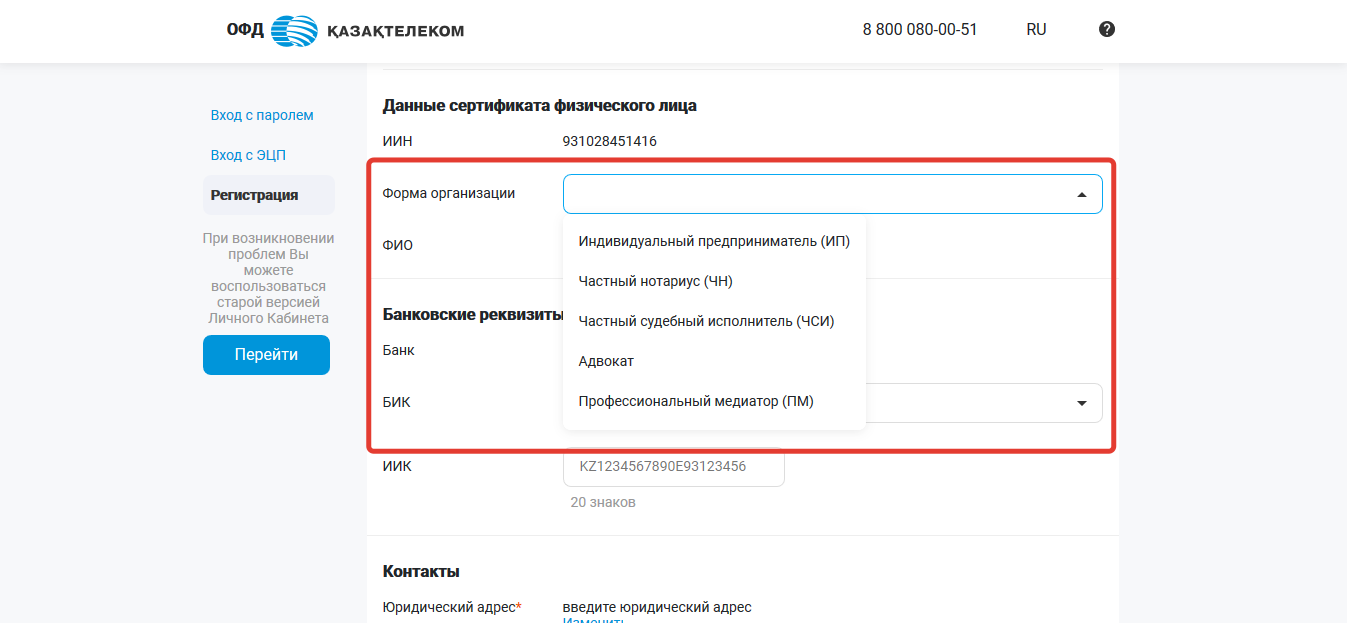 ОФД ҚАЗАҚТЕЛЕКОМ
8 800 080-00-51
RU
?
Вход с паролем
Вход с ЭЦП
Регистрация
При возникновении
проблем Вы
можете
воспользоваться
старой версией
Личного Кабинета
Перейти
Данные сертификата физического лица
ИИН 931028451416
Форма организации
Индивидуальный предприниматель (ИП)
Частный нотариус (ЧН)
Частный судебный исполнитель (ЧСИ)
Адвокат
Профессиональный медиатор (ПМ)
ФИО
Банковские реквизиты
Банк
БИК
ИИК KZ1234567890E93123456
20 знаков
Контакты
Юридический адрес* введите юридический адрес
Изменить